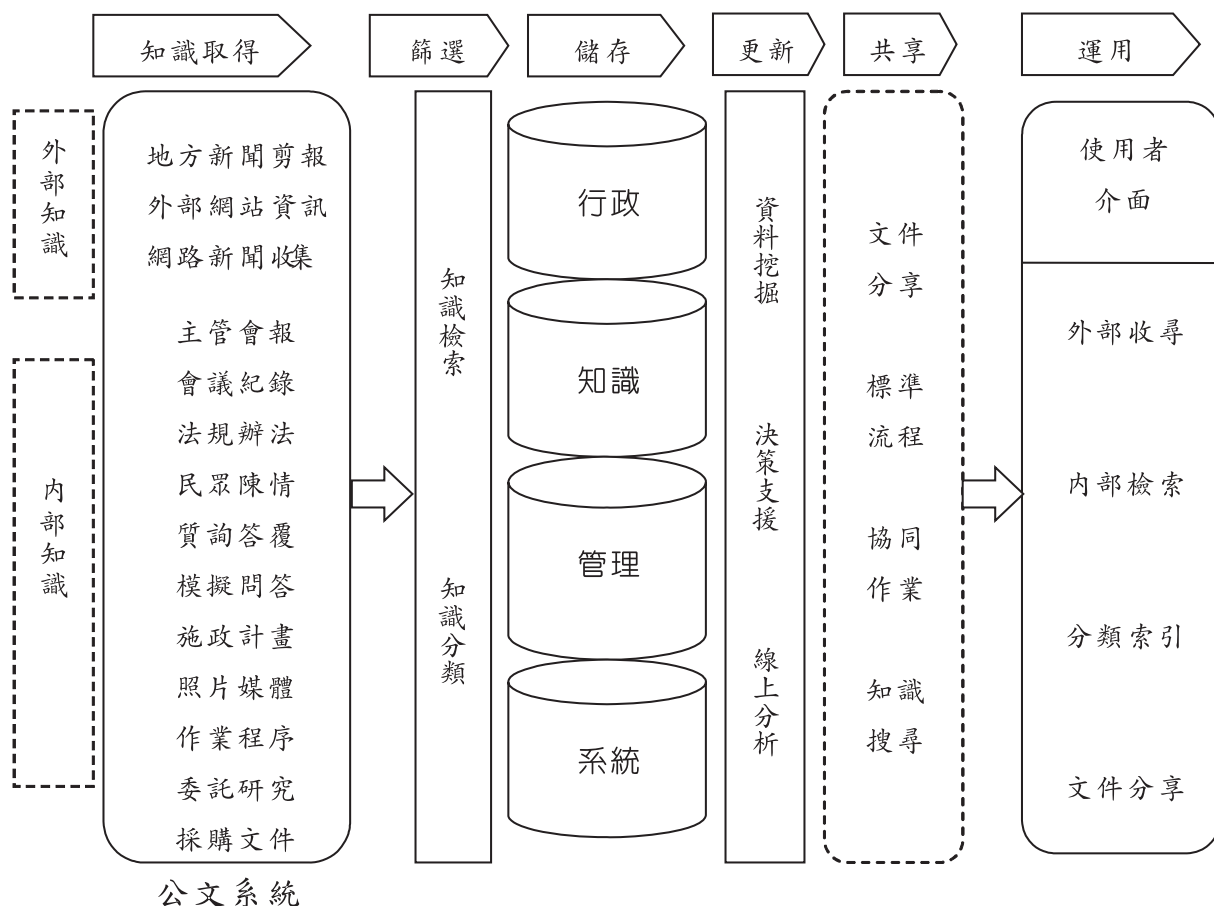 知識取得
篩選
儲存
更新
共享
運用
外部知識
地方新聞剪報
外部網站資訊
網路新聞收集
內部知識
主管會報
會議紀錄
法規辦法
民眾陳情
質詢答覆
模擬問答
施政計畫
照片媒體
作業程序
委託研究
採購文件
公文系統
知識檢索
知識分類
行政
知識
管理
系統
資料挖掘
決策支援
線上分析
文件
分享
標準
流程
協同
作業
知識
搜尋
使用者
介面
外部收尋
內部檢索
分類索引
文件分享